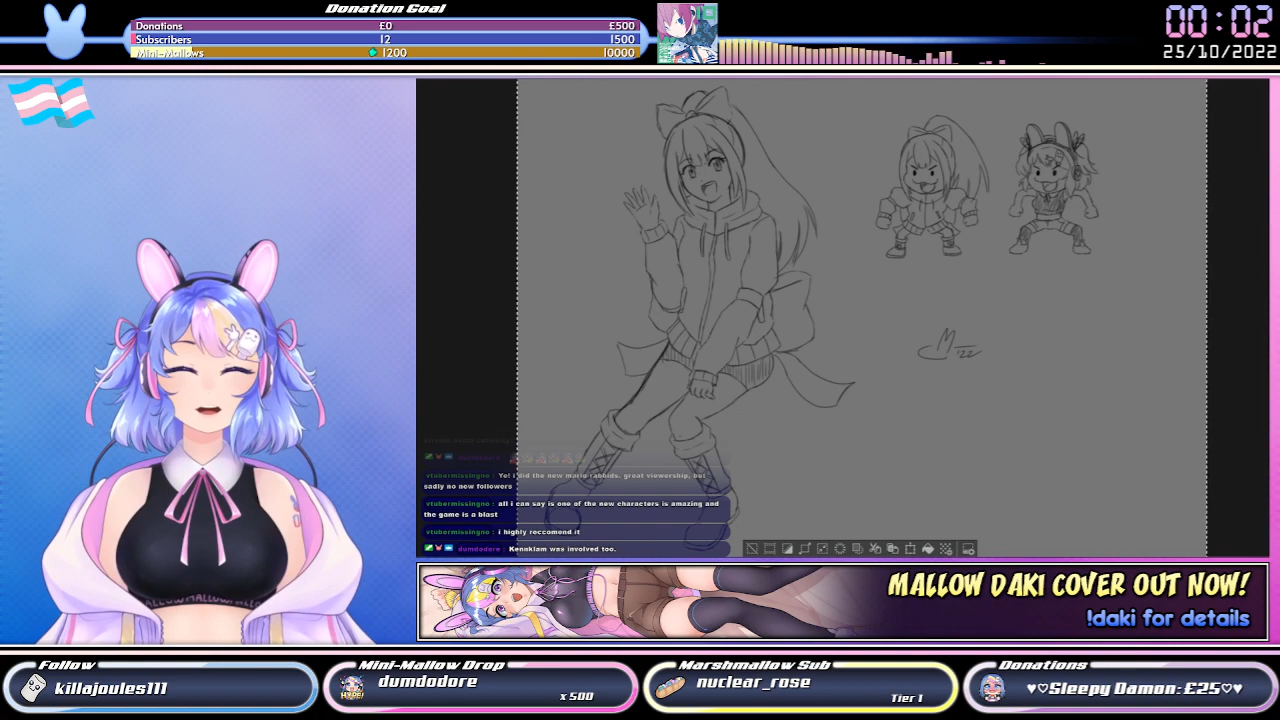 Donation Goal
Donations £0 £500
Subscribers 12 1500
Mini-Mallows 1200 10000
00:02
25/10/2022
'22
dumdodore :
vtubermissingno : Yo! i did the new mario rabbids. great viewership, but
sadly no new followers
vtubermissingno : all i can say is one of the new characters is amazing and
the game is a blast
vtubermissingno : i highly reccomend it
dumdodore : Kennklam was involved too.
MALLOW DAKI COVER OUT NOW!
!daki for details
Follow
killajoules111
Mini-Mallow Drop
dumdodore
x 500
Marshmallow Sub
nuclear_rose
Tier 1
Donations
♥♡Sleepy Damon: £25♡♥